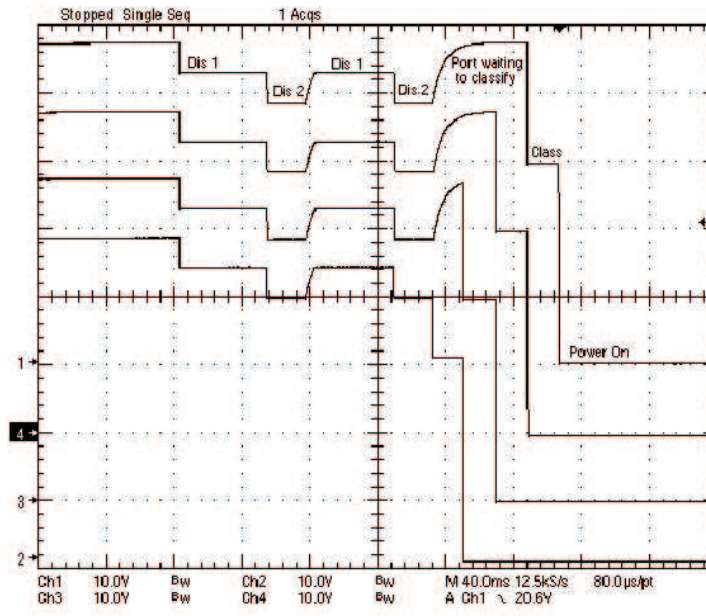 Stopped Single Seq 1 Acqs
Dis 1 Dis 1 Port waiting
to classify
Dis 2 Dis 2
Class
Power On
1
4
3
2
Ch1 10.0V Bw Ch2 10.0V Bw M 40.0ms 12.5kS/s 80.0µs/pt
Ch3 10.0V Bw Ch4 10.0V Bw A Ch1 ↘ 20.6V